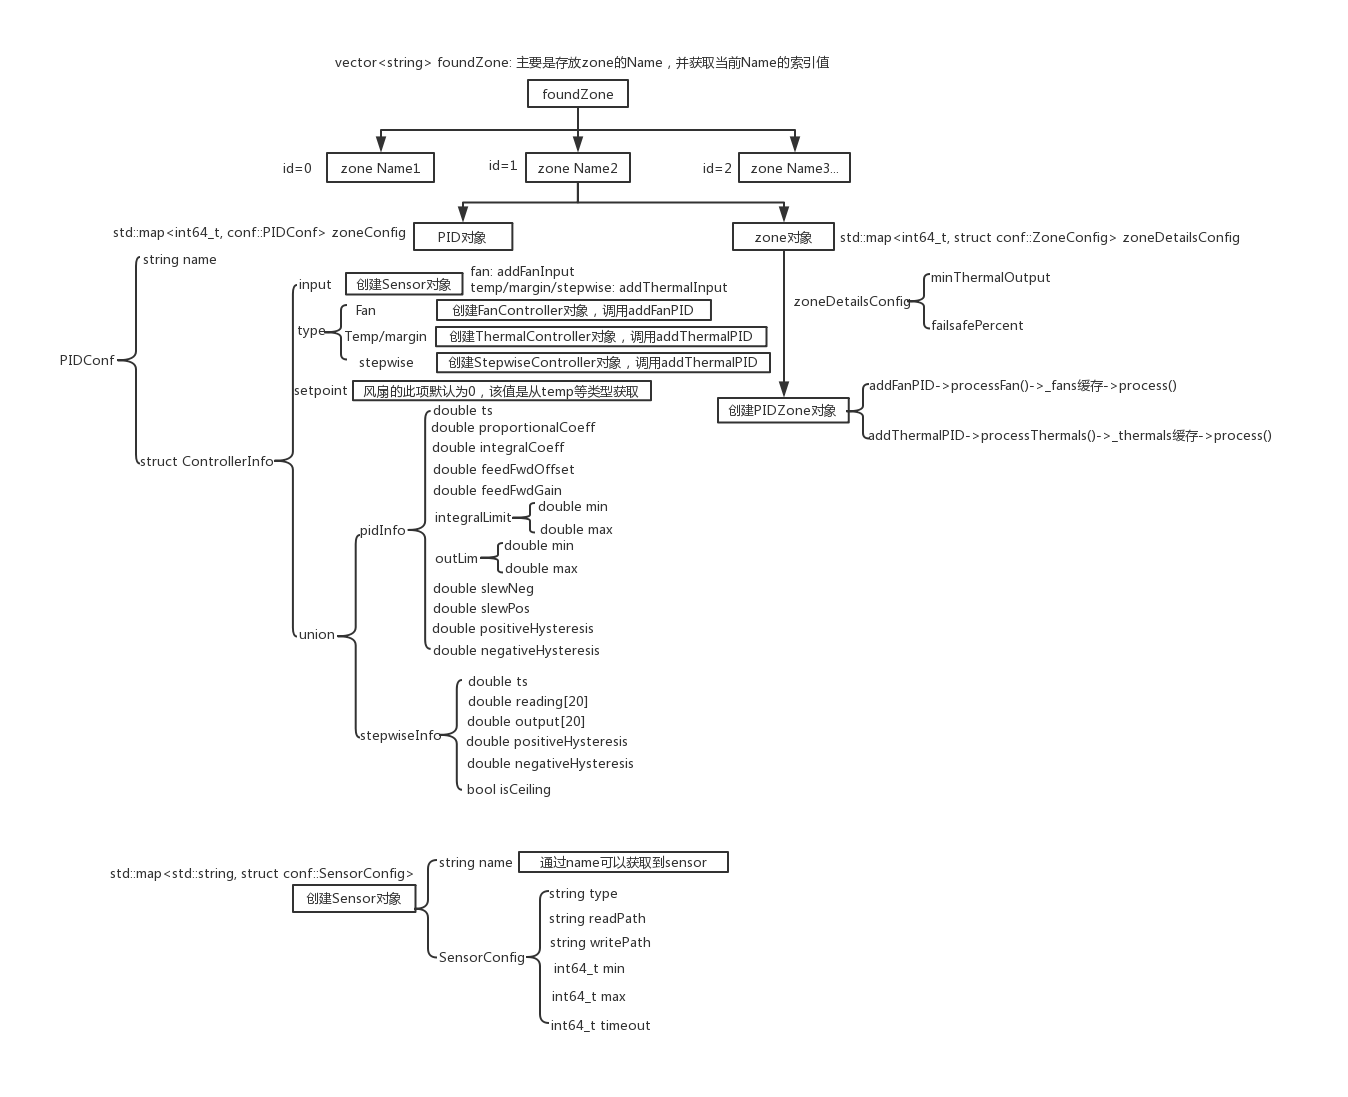 vector<string> foundZone: 主要是存放zone的Name，并获取当前Name的索引值
foundZone
id=0
zone Name1
id=1
zone Name2
id=2
zone Name3...
std::map<int64_t, conf::PIDConf> zoneConfig
PID对象
zone对象
std::map<int64_t, struct conf::ZoneConfig> zoneDetailsConfig
PIDConf
string name
struct ControllerInfo
input
创建Sensor对象
fan: addFanInput
temp/margin/stepwise: addThermalInput
type
Fan
创建FanController对象，调用addFanPID
Temp/margin
创建ThermalController对象，调用addThermalPID
stepwise
创建StepwiseController对象，调用addThermalPID
setpoint
风扇的此项默认为0，该值是从temp等类型获取
union
pidInfo
double ts
double proportionalCoeff
double integralCoeff
double feedFwdOffset
double feedFwdGain
integralLimit
double min
double max
outLim
double min
double max
double slewNeg
double slewPos
double positiveHysteresis
double negativeHysteresis
stepwiseInfo
double ts
double reading[20]
double output[20]
double positiveHysteresis
double negativeHysteresis
bool isCeiling
zoneDetailsConfig
minThermalOutput
failsafePercent
创建PIDZone对象
addFanPID->processFan()->_fans缓存->process()
addThermalPID->processThermals()->_thermals缓存->process()
std::map<std::string, struct conf::SensorConfig>
创建Sensor对象
string name
通过name可以获取到sensor
SensorConfig
string type
string readPath
string writePath
int64_t min
int64_t max
int64_t timeout